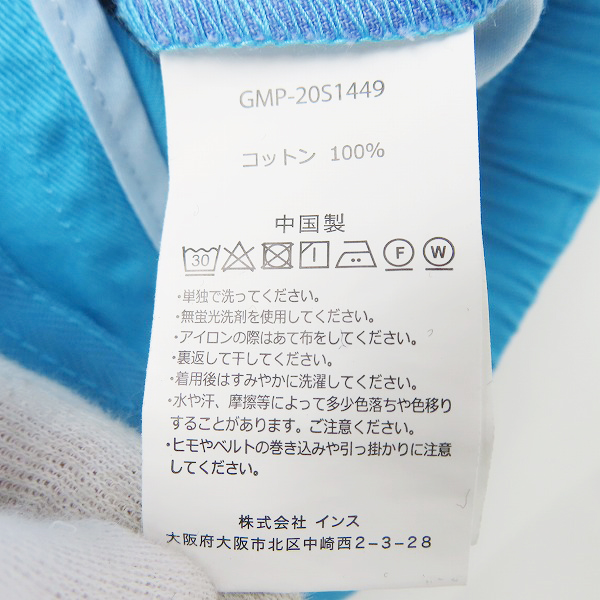 GMP-20S1449
コットン 100%
中国製
30 F W
・単独で洗ってください。
・無蛍光洗剤を使用してください。
・アイロンの際はあて布をしてください。
・裏返して干してください。
・着用後はすみやかに洗濯してください。
・水や汗、摩擦等によって多少色落ちや色移り
することがあります。ご注意ください。
・ヒモやベルトの巻き込みや引っ掛かりに注意
してください。
株式会社 インス
大阪府大阪市北区中崎西2-3-28